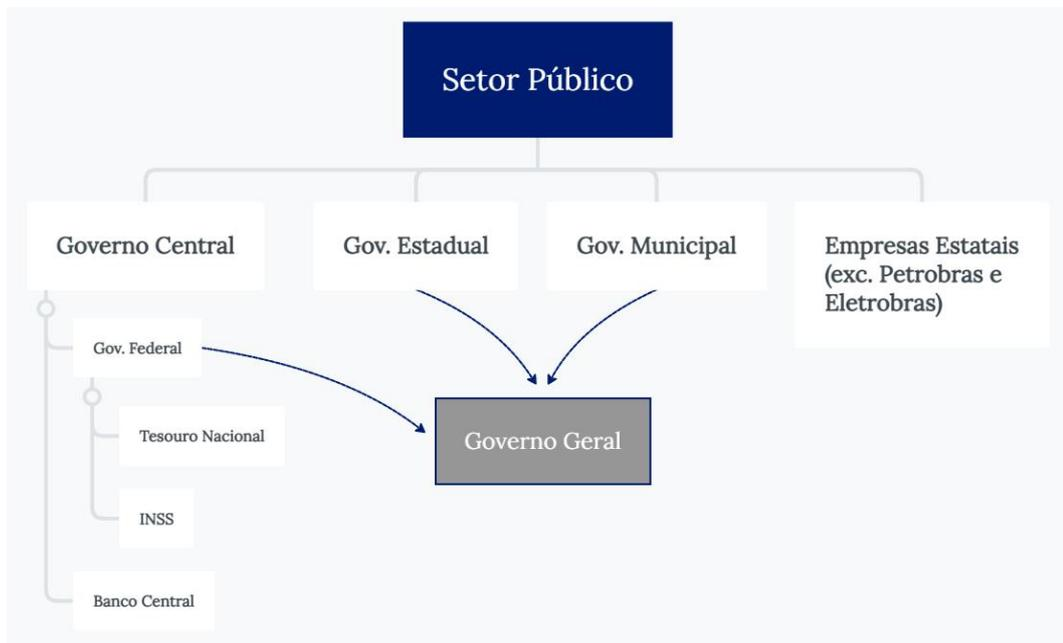 Setor Público
Governo Central
Gov. Estadual
Gov. Municipal
Empresas Estatais
(exc. Petrobras e
Eletrobras)
Gov. Federal
Tesouro Nacional
Governo Geral
INSS
Banco Central